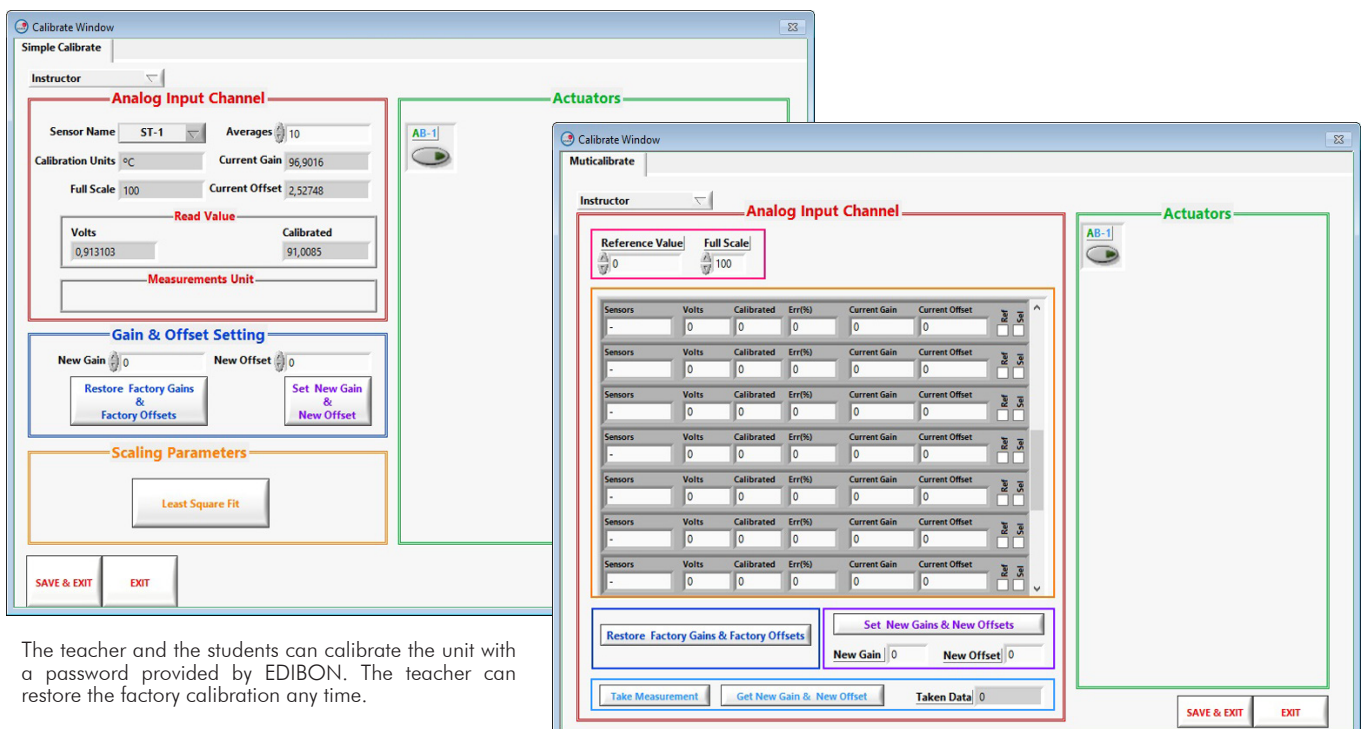 Calibrate Window
Simple Calibrate
Instructor
Analog Input Channel
Sensor Name ST-1 Averages 10
Calibration Units ºC Current Gain 96,9016
Full Scale 100 Current Offset 2,52748
Read Value
Volts Calibrated
0,913103 91,0085
Measurements Unit
Gain & Offset Setting
New Gain 0 New Offset 0
Restore Factory Gains
&
Factory Offsets
Set New Gain
&
New Offset
Scaling Parameters
Least Square Fit
SAVE & EXIT EXIT
Actuators
AB-1
The teacher and the students can calibrate the unit with
a password provided by EDIBON. The teacher can
restore the factory calibration any time.
Calibrate Window
Muticalibrate
Instructor
Analog Input Channel
Reference Value Full Scale
0 100
Sensors Volts Calibrated Err(%) Current Gain Current Offset Ref Sel
- 0 0 0 0 0
Sensors Volts Calibrated Err(%) Current Gain Current Offset Ref Sel
- 0 0 0 0 0
Sensors Volts Calibrated Err(%) Current Gain Current Offset Ref Sel
- 0 0 0 0 0
Sensors Volts Calibrated Err(%) Current Gain Current Offset Ref Sel
- 0 0 0 0 0
Sensors Volts Calibrated Err(%) Current Gain Current Offset Ref Sel
- 0 0 0 0 0
Sensors Volts Calibrated Err(%) Current Gain Current Offset Ref Sel
- 0 0 0 0 0
Sensors Volts Calibrated Err(%) Current Gain Current Offset Ref Sel
- 0 0 0 0 0
Restore Factory Gains & Factory Offsets
Set New Gains & New Offsets
New Gain 0 New Offset 0
Take Measurement Get New Gain & New Offset Taken Data 0
Actuators
AB-1
SAVE & EXIT EXIT